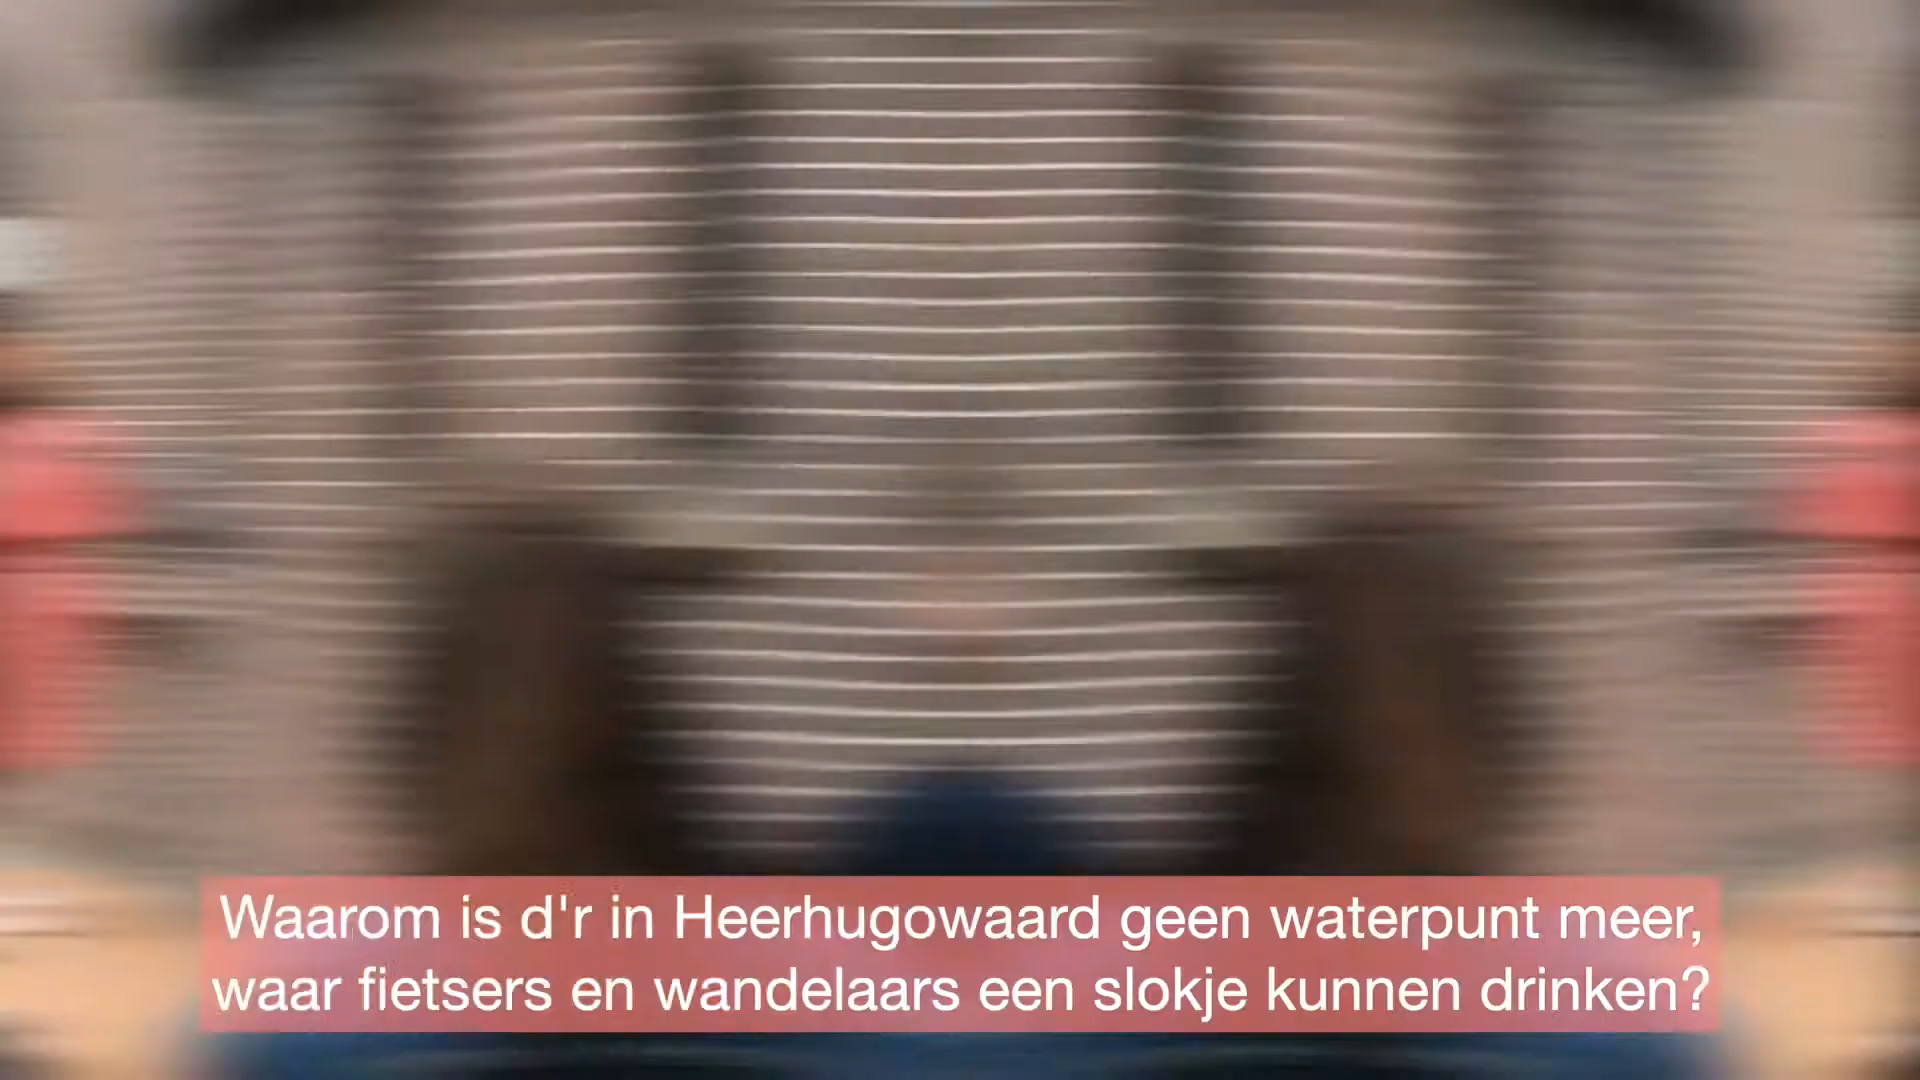 Waarom is d'r in Heerhugowaard geen waterpunt meer,
waar fietsers en wandelaars een slokje kunnen drinken?